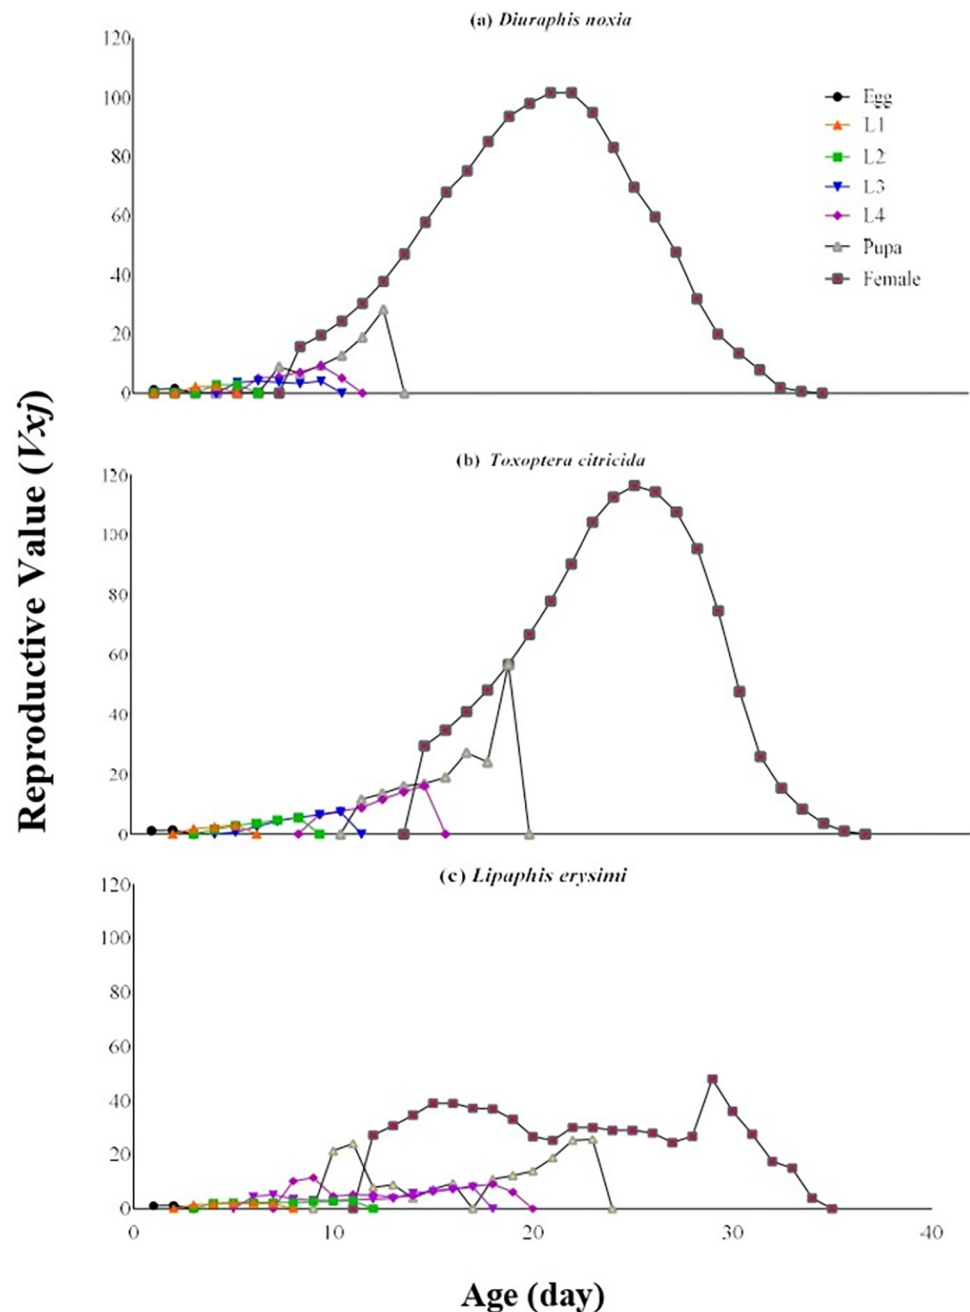 (a) Diuraphis noxia
120
100
80
60
40
20
0
Egg
L1
L2
L3
L4
Pupa
Female
Reproductive Value (Vxj)
(b) Toxoptera citricida
120
100
80
60
40
20
0
(c) Lipaphis erysimi
120
100
80
60
40
20
0
0 10 20 30 40
Age (day)